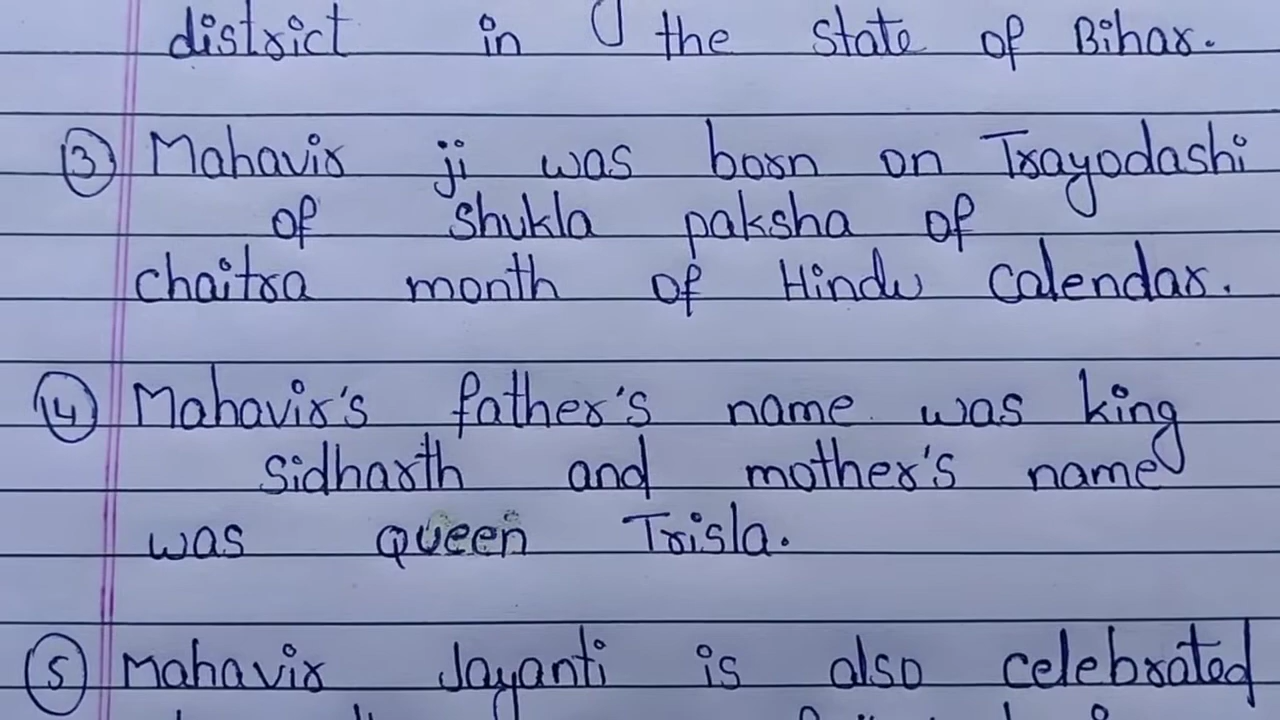 district in the state of Bihar.
③ Mahavir ji was born on Trayodashi
of Shukla paksha of
chaitra month of Hindu Calendar.
④ Mahavir's father's name was king
Sidharth and mother's name
was queen Trisla.
⑤ Mahavir Jayanti is also celebrated